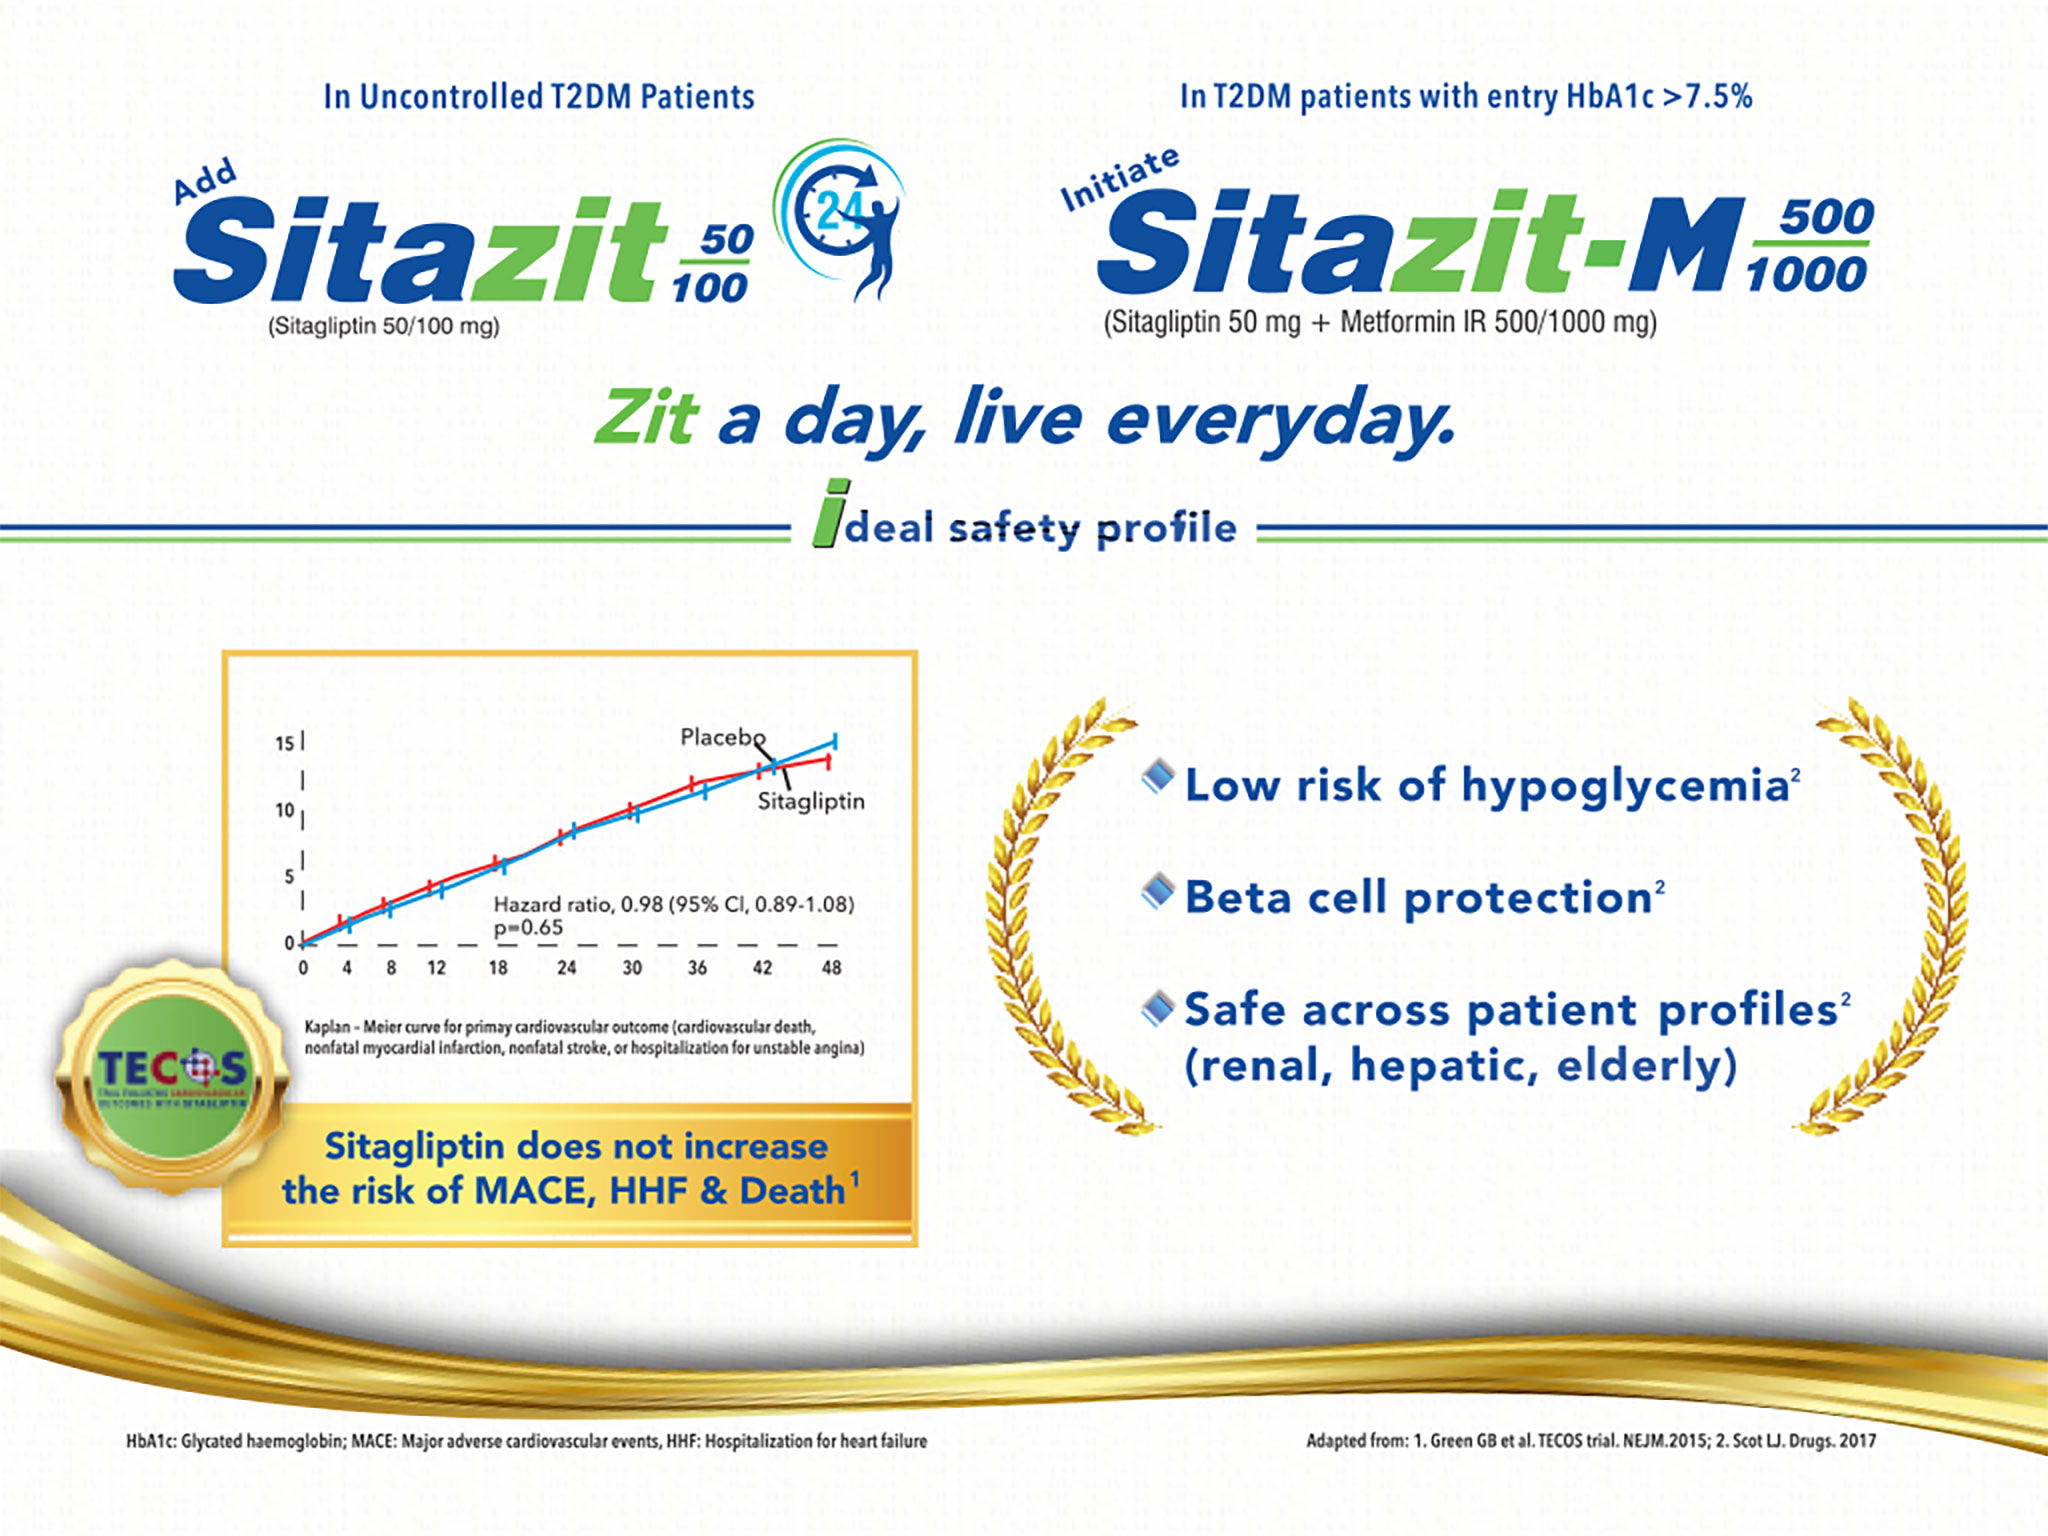 In Uncontrolled T2DM Patients
Add
Sitazit 50/100
24
(Sitagliptin 50/100 mg)
In T2DM patients with entry HbA1c >7.5%
Initiate
Sitazit-M 500/1000
(Sitagliptin 50 mg + Metformin IR 500/1000 mg)
Zit a day, live everyday.
ideal safety profile
15
10
5
0
0 4 8 12 18 24 30 36 42 48
Placebo
Sitagliptin
Hazard ratio, 0.98 (95% CI, 0.89-1.08)
p=0.65
Kaplan – Meier curve for primay cardiovascular outcome (cardiovascular death,
nonfatal myocardial infarction, nonfatal stroke, or hospitalization for unstable angina)
TECOS
TRIAL EVALUATING CARDIOVASCULAR
OUTCOMES WITH SITAGLIPTIN
Sitagliptin does not increase
the risk of MACE, HHF & Death¹
Low risk of hypoglycemia²
Beta cell protection²
Safe across patient profiles²
(renal, hepatic, elderly)
HbA1c: Glycated haemoglobin; MACE: Major adverse cardiovascular events, HHF: Hospitalization for heart failure
Adapted from: 1. Green GB et al. TECOS trial. NEJM.2015; 2. Scot LJ. Drugs. 2017